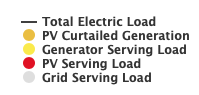 Total Electric Load
PV Curtailed Generation
Generator Serving Load
PV Serving Load
Grid Serving Load